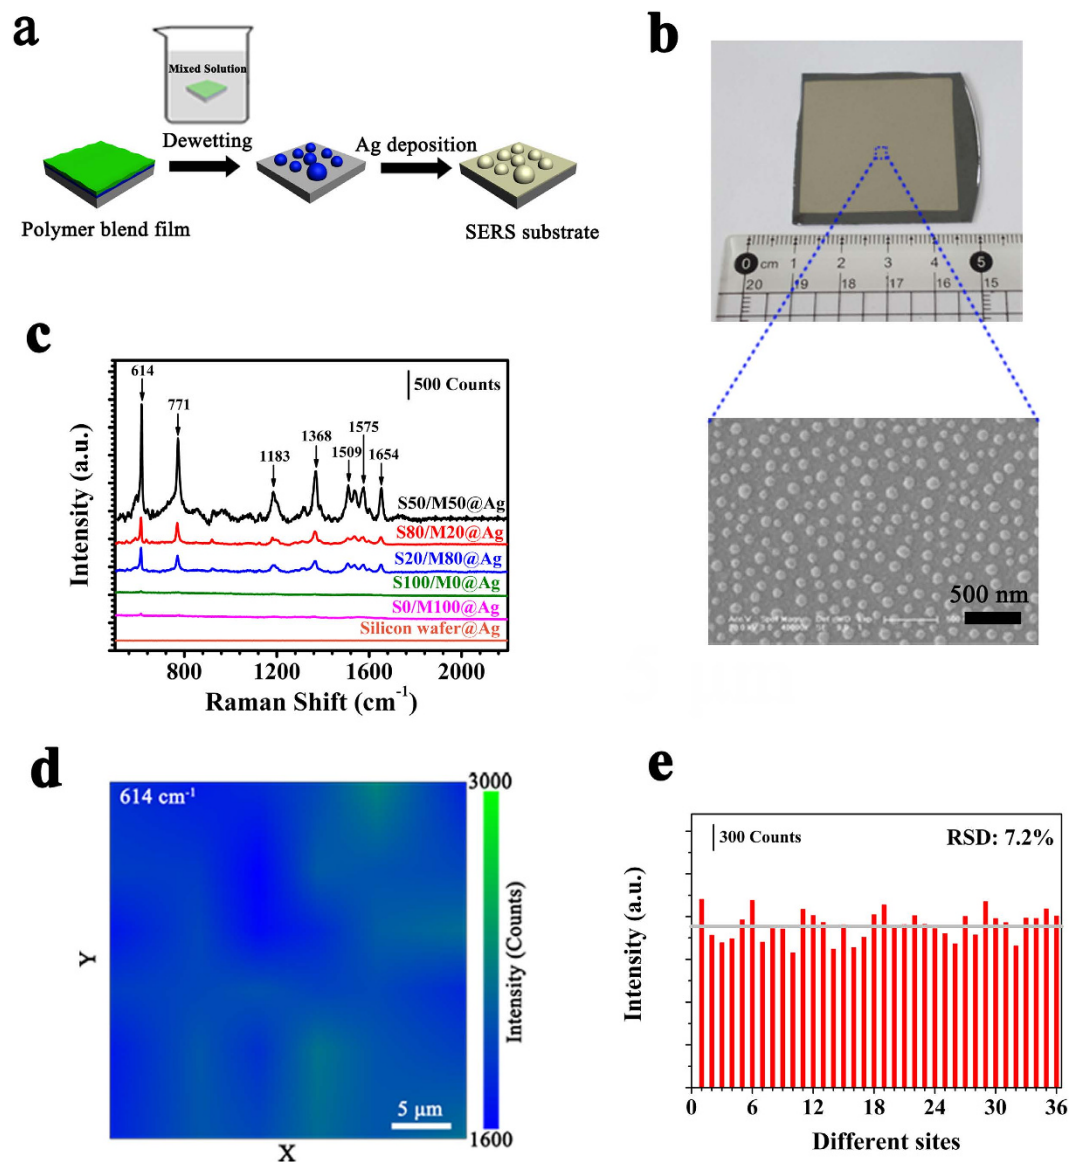 a
Mixed Solution
Dewetting
Ag deposition
Polymer blend film
SERS substrate
b
0 cm 1 2 3 4 5
20 19 18 17 16 15
500 nm
c
614
771
1183
1368
1509
1575
1654
500 Counts
S50/M50@Ag
S80/M20@Ag
S20/M80@Ag
S100/M0@Ag
S0/M100@Ag
Silicon wafer@Ag
Intensity (a.u.)
800 1200 1600 2000
Raman Shift (cm⁻¹)
d
614 cm⁻¹
3000
Intensity (Counts)
1600
5 μm
Y
X
e
300 Counts
RSD: 7.2%
Intensity (a.u.)
0 6 12 18 24 30 36
Different sites